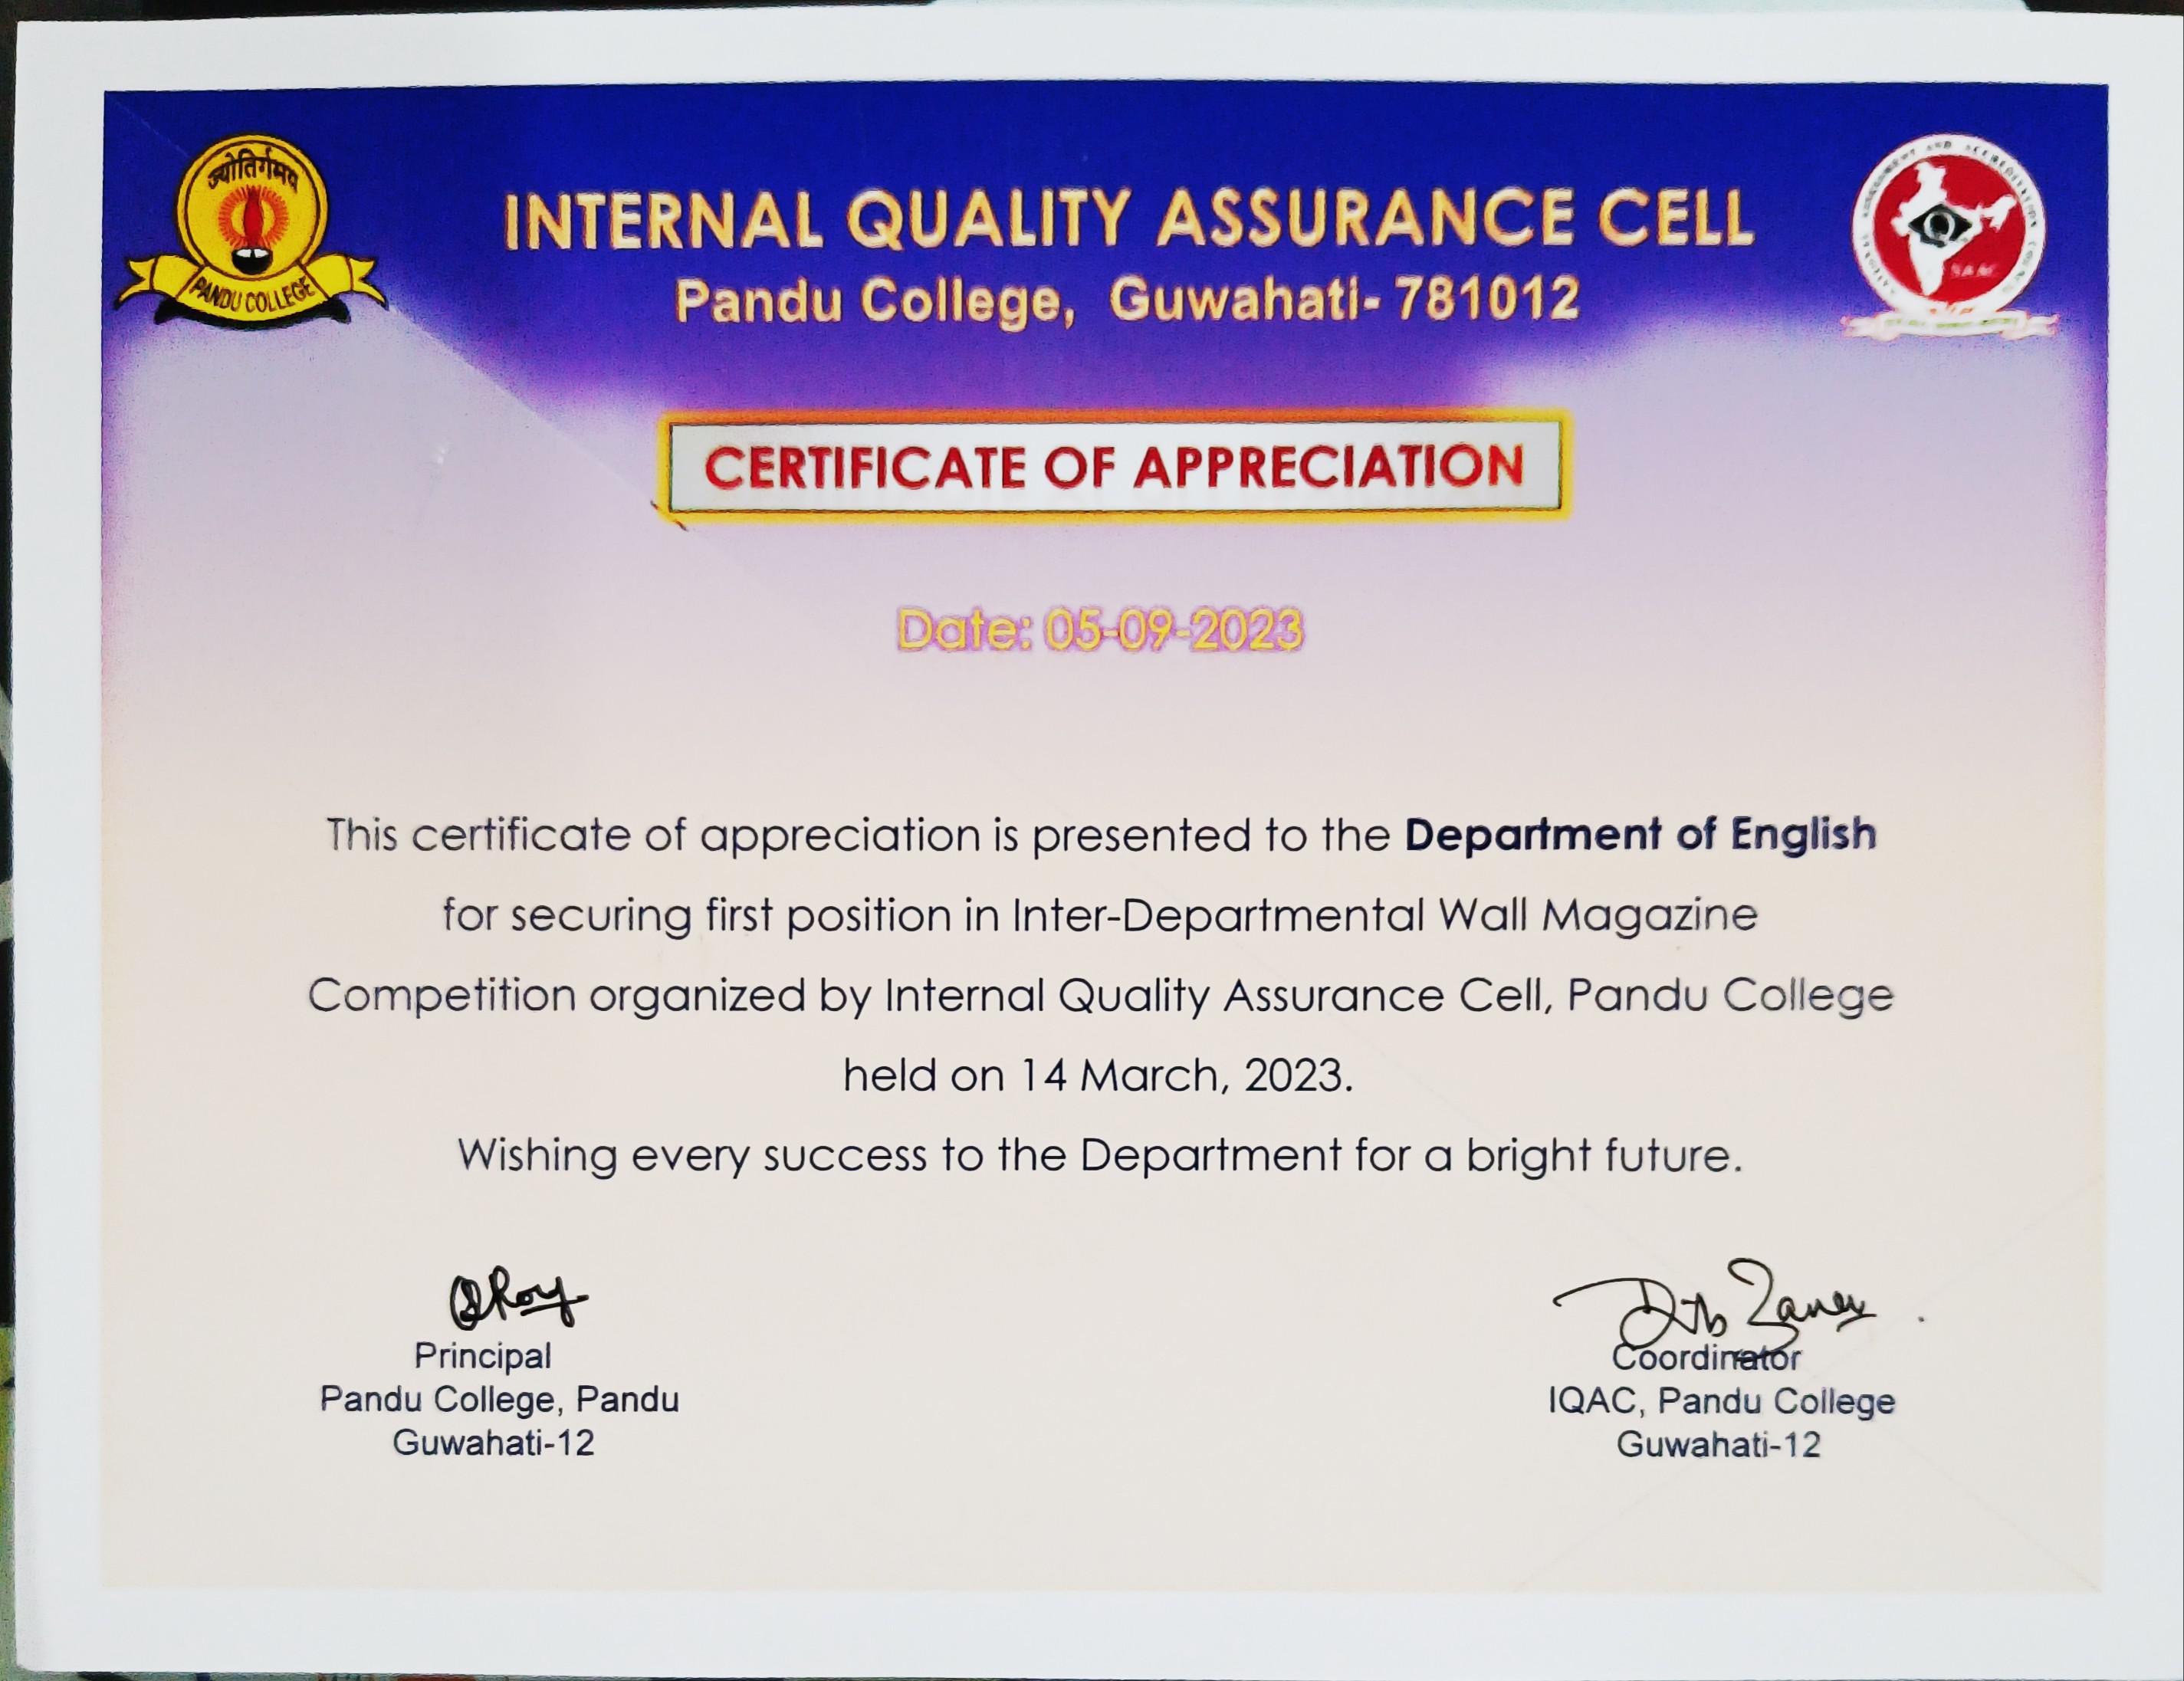 ज्योतिर्गमय
PANDU COLLEGE
INTERNAL QUALITY ASSURANCE CELL
Pandu College, Guwahati- 781012
CERTIFICATE OF APPRECIATION
Date: 05-09-2023
This certificate of appreciation is presented to the Department of English
for securing first position in Inter-Departmental Wall Magazine
Competition organized by Internal Quality Assurance Cell, Pandu College
held on 14 March, 2023.
Wishing every success to the Department for a bright future.
Principal
Pandu College, Pandu
Guwahati-12
Coordinator
IQAC, Pandu College
Guwahati-12